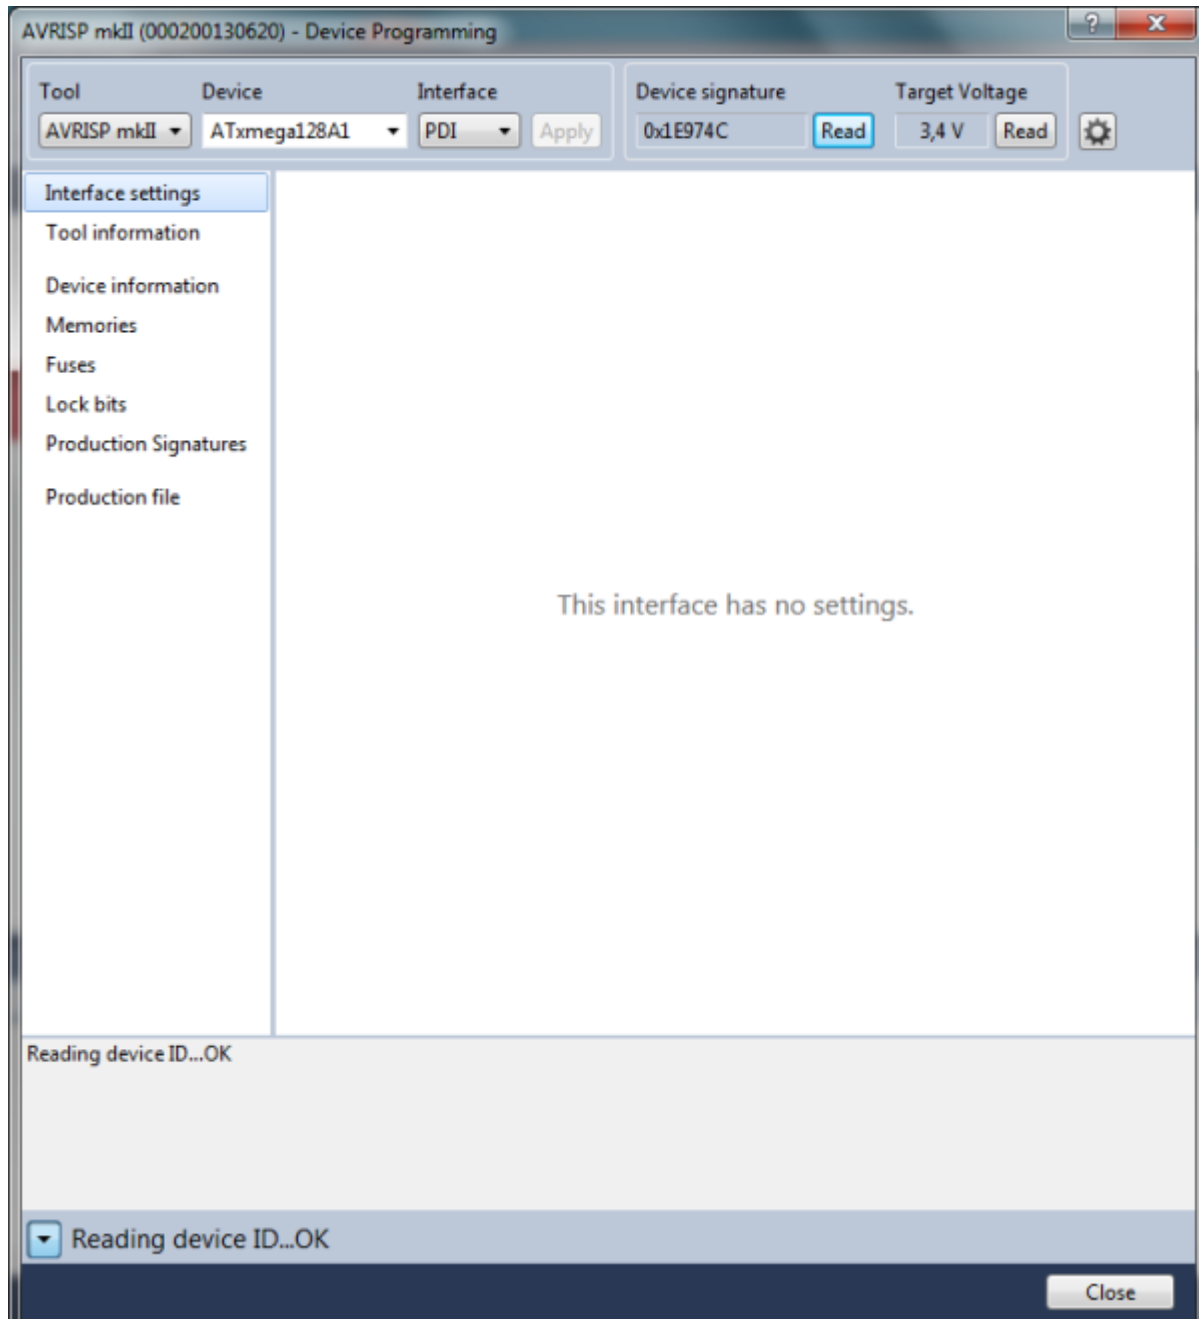 AVRISP mkII (000200130620) - Device Programming
? X
Tool Device Interface Device signature Target Voltage
AVRISP mkII ATxmega128A1 PDI Apply 0x1E974C Read 3,4 V Read
Interface settings
Tool information
Device information
Memories
Fuses
Lock bits
Production Signatures
Production file
This interface has no settings.
Reading device ID...OK
Reading device ID...OK
Close